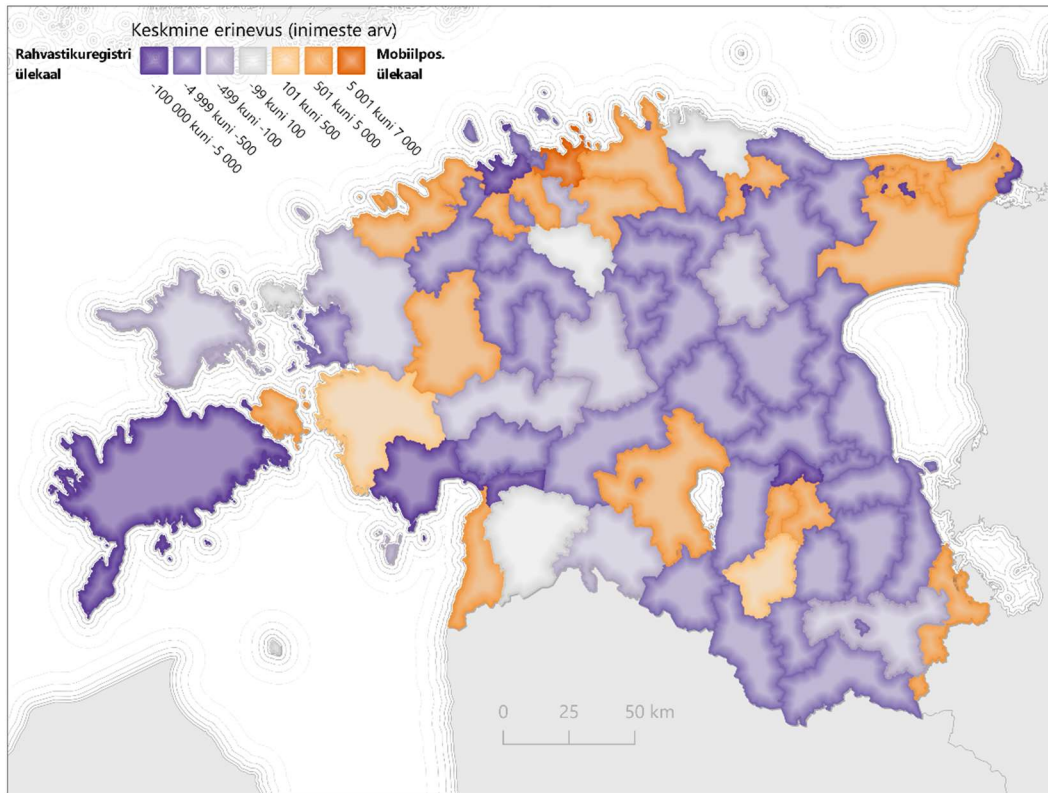 Keskmine erinevus (inimeste arv)
Rahvastikuregistri
ülekaal
Mobiilpos.
ülekaal
-100 000 kuni -5 000
-4 999 kuni -500
-499 kuni -100
-99 kuni 100
101 kuni 500
501 kuni 5 000
5 001 kuni 7 000
0 25 50 km